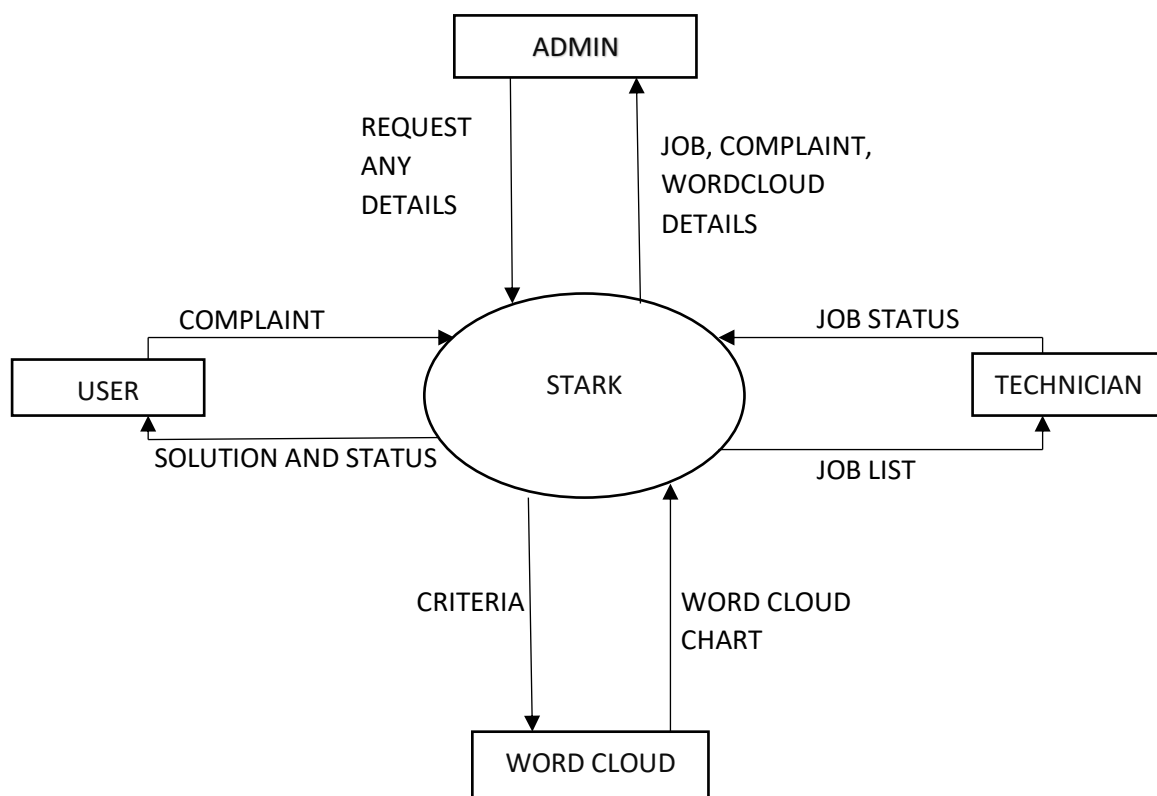 ADMIN
REQUEST
ANY
DETAILS
JOB, COMPLAINT,
WORDCLOUD
DETAILS
COMPLAINT
JOB STATUS
USER
STARK
TECHNICIAN
SOLUTION AND STATUS
JOB LIST
CRITERIA
WORD CLOUD
CHART
WORD CLOUD